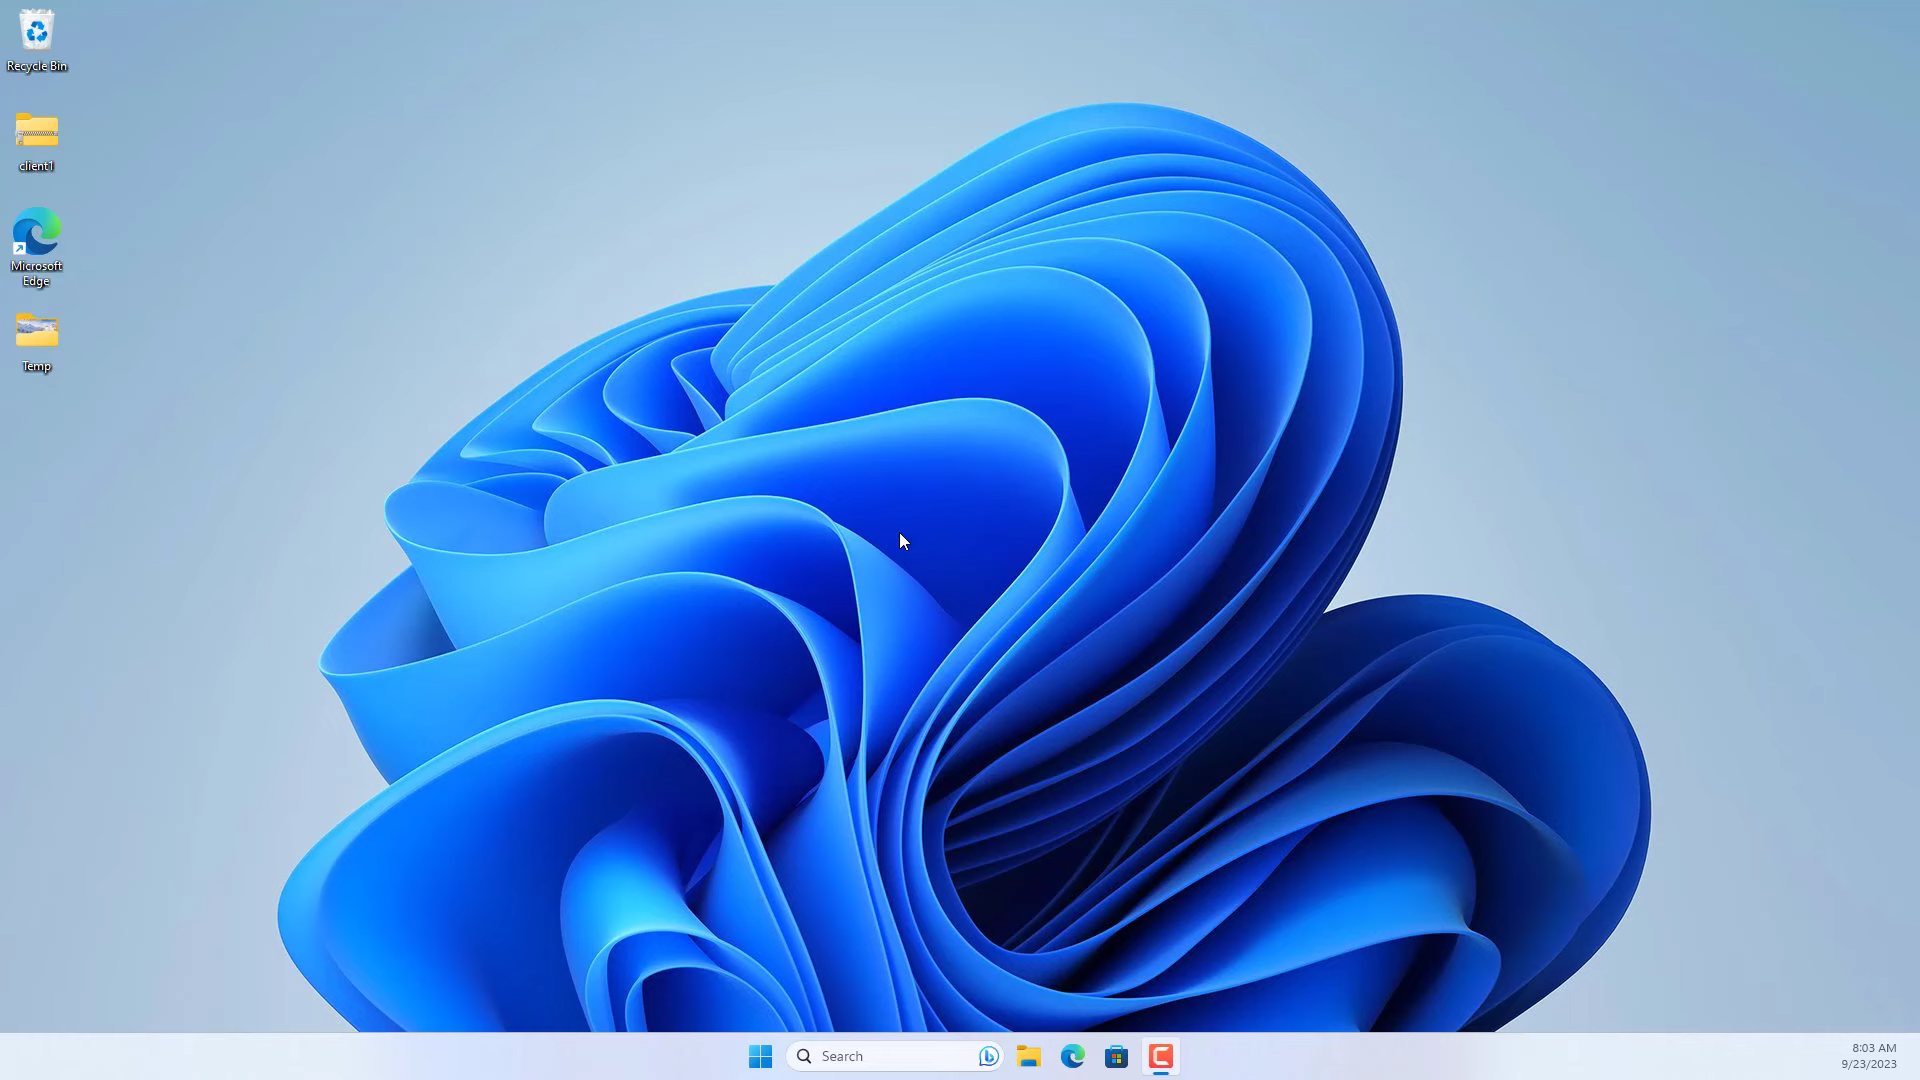 Recycle Bin
client1
Microsoft
Edge
Temp
Search
8:03 AM
9/23/2023